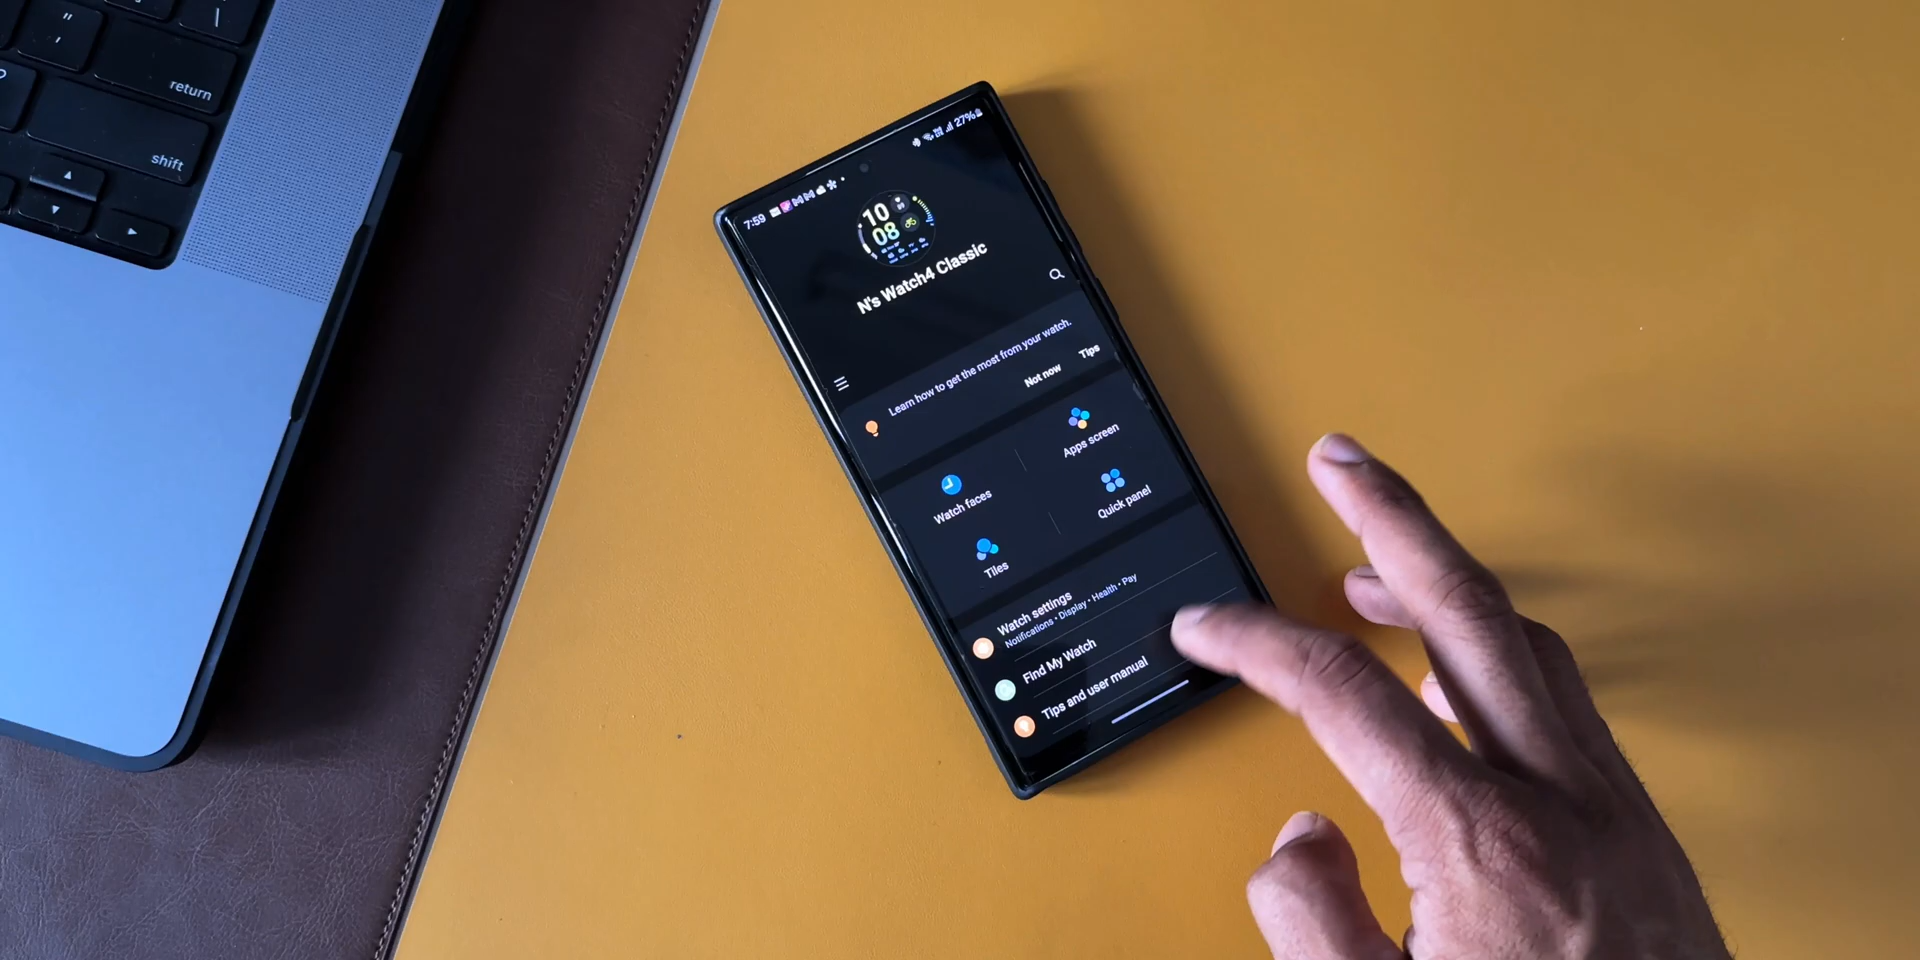 return
shift
7:59
27%
10
08
N's Watch4 Classic
Learn how to get the most from your watch.
Not now
Tips
Watch faces
Apps screen
Tiles
Quick panel
Watch settings
Notifications • Display • Health • Pay
Find My Watch
Tips and user manual